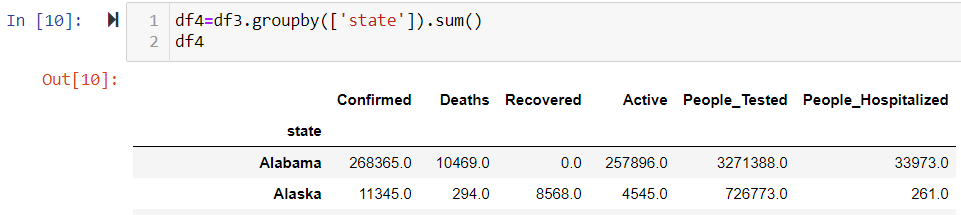 In [10]:
1 df4=df3.groupby(['state']).sum()
2 df4
Out[10]:
Confirmed Deaths Recovered Active People_Tested People_Hospitalized
state
Alabama 268365.0 10469.0 0.0 257896.0 3271388.0 33973.0
Alaska 11345.0 294.0 8568.0 4545.0 726773.0 261.0